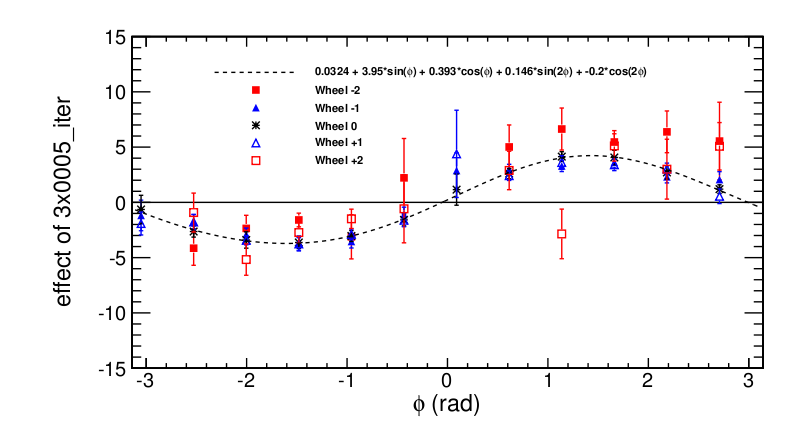 15
10
5
0
-5
-10
-15
effect of 3x0005_iter
0.0324 + 3.95*sin(ϕ) + 0.393*cos(ϕ) + 0.146*sin(2ϕ) + -0.2*cos(2ϕ)
Wheel -2
Wheel -1
Wheel 0
Wheel +1
Wheel +2
-3 -2 -1 0 1 2 3
ϕ (rad)